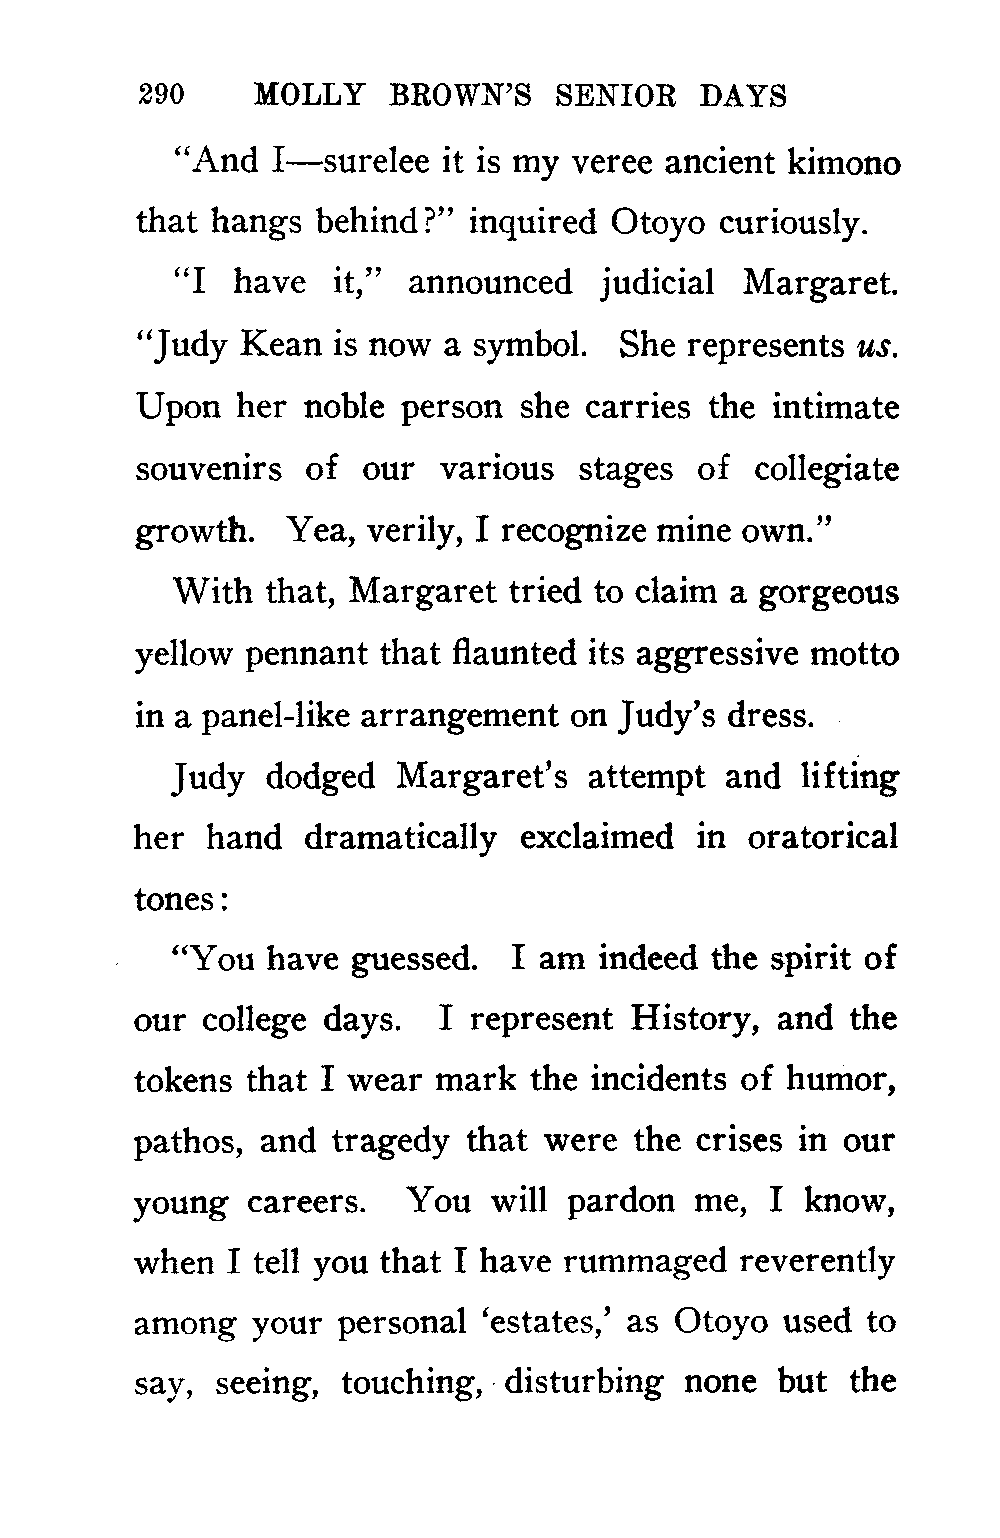 290 MOLLY BROWN'S SENIOR DAYS
“And I—surelee it is my veree ancient kimono
that hangs behind?” inquired Otoyo curiously.
“I have it,” announced judicial Margaret.
“Judy Kean is now a symbol. She represents us.
Upon her noble person she carries the intimate
souvenirs of our various stages of collegiate
growth. Yea, verily, I recognize mine own.”
With that, Margaret tried to claim a gorgeous
yellow pennant that flaunted its aggressive motto
in a panel-like arrangement on Judy’s dress.
Judy dodged Margaret’s attempt and lifting
her hand dramatically exclaimed in oratorical
tones:
“You have guessed. I am indeed the spirit of
our college days. I represent History, and the
tokens that I wear mark the incidents of humor,
pathos, and tragedy that were the crises in our
young careers. You will pardon me, I know,
when I tell you that I have rummaged reverently
among your personal ‘estates,’ as Otoyo used to
say, seeing, touching, disturbing none but the